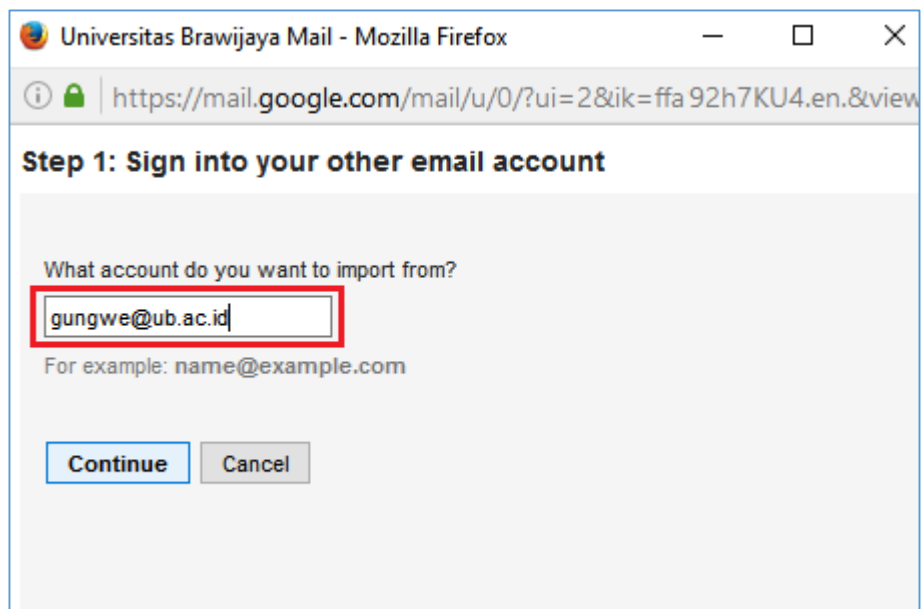 Universitas Brawijaya Mail - Mozilla Firefox
https://mail.google.com/mail/u/0/?ui=2&ik=ffa92h7KU4.en.&view
Step 1: Sign into your other email account
What account do you want to import from?
gungwe@ub.ac.id
For example: name@example.com
Continue Cancel